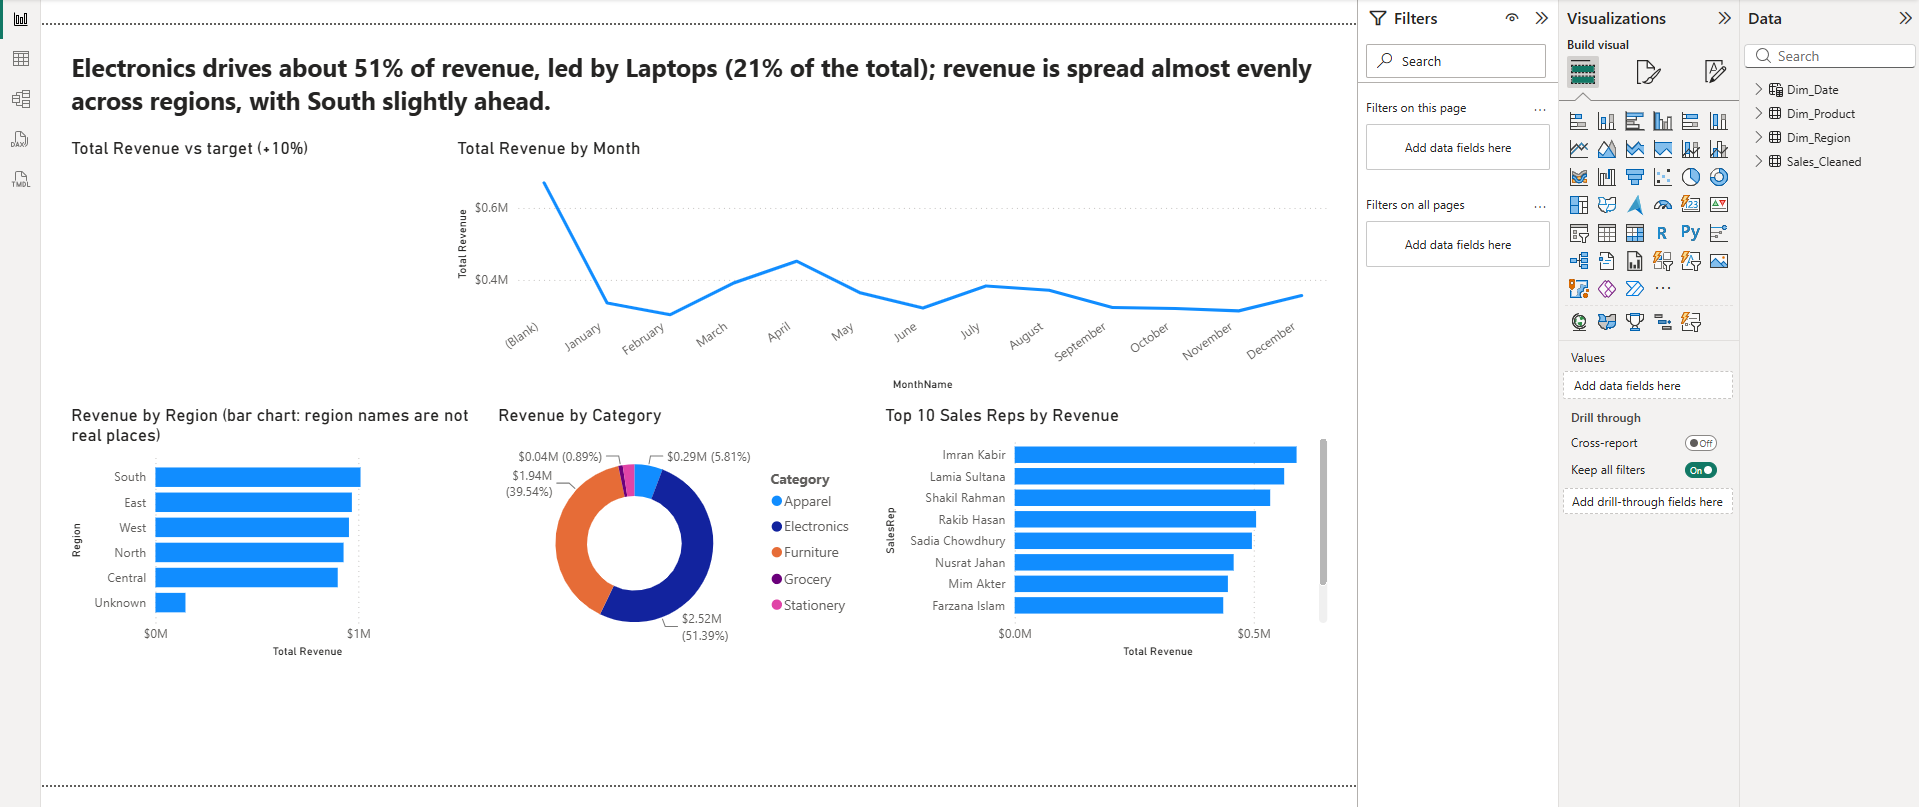 Electronics drives about 51% of revenue, led by Laptops (21% of the total); revenue is spread almost evenly
across regions, with South slightly ahead.
Total Revenue vs target (+10%)
Total Revenue by Month
Total Revenue
$0.6M
$0.4M
(Blank)
January
February
March
April
May
June
July
August
September
October
November
December
MonthName
Revenue by Region (bar chart: region names are not
real places)
Region
South
East
West
North
Central
Unknown
$0M
$1M
Total Revenue
Revenue by Category
$0.04M (0.89%)
$0.29M (5.81%)
$1.94M
(39.54%)
$2.52M
(51.39%)
Category
Apparel
Electronics
Furniture
Grocery
Stationery
Top 10 Sales Reps by Revenue
SalesRep
Imran Kabir
Lamia Sultana
Shakil Rahman
Rakib Hasan
Sadia Chowdhury
Nusrat Jahan
Mim Akter
Farzana Islam
$0.0M
$0.5M
Total Revenue
DAX
TMDL
Filters
Search
Filters on this page
...
Add data fields here
Filters on all pages
...
Add data fields here
Visualizations
Build visual
123
R
Py
...
Values
Add data fields here
Drill through
Cross-report
Off
Keep all filters
On
Add drill-through fields here
Data
Search
Dim_Date
Dim_Product
Dim_Region
Sales_Cleaned